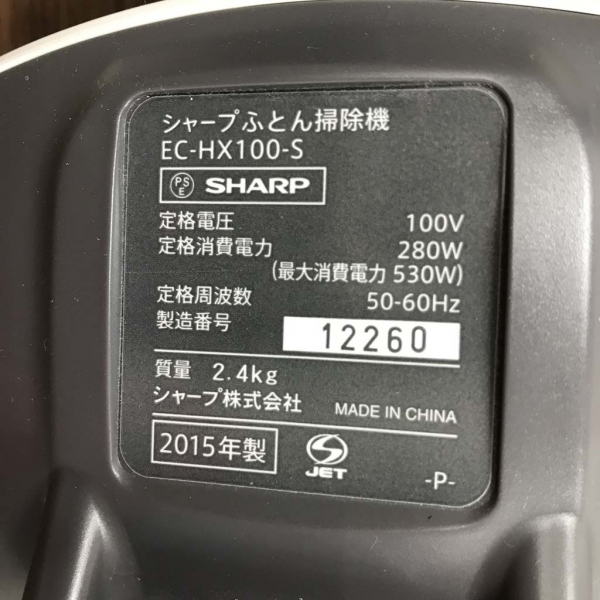 シャープふとん掃除機
EC-HX100-S
PS E SHARP
定格電圧 100V
定格消費電力 280W
(最大消費電力 530W)
定格周波数 50-60Hz
製造番号 12260
質量 2.4kg
シャープ株式会社 MADE IN CHINA
2015年製 JET -P-